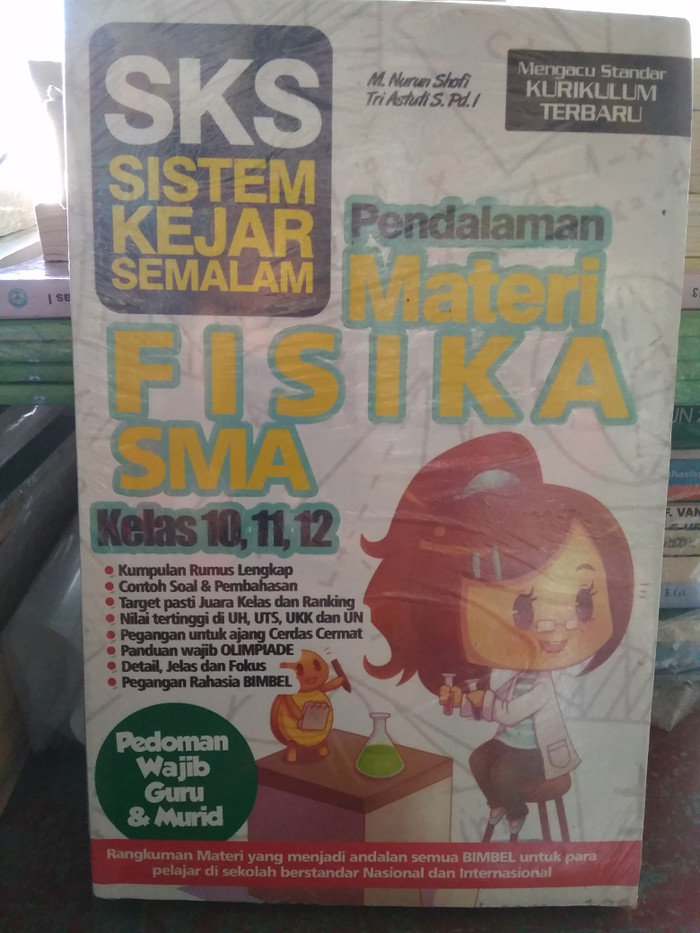 SKS
SISTEM
KEJAR
SEMALAM
M. Nurun Shofi
Tri Astuti S. Pd. I
Mengacu Standar
KURIKULUM
TERBARU
Pendalaman
Materi
FISIKA
SMA
Kelas 10, 11, 12
Kumpulan Rumus Lengkap
Contoh Soal & Pembahasan
Target pasti Juara Kelas dan Ranking
Nilai tertinggi di UH, UTS, UKK dan UN
Pegangan untuk ajang Cerdas Cermat
Panduan wajib OLIMPIADE
Detail, Jelas dan Fokus
Pegangan Rahasia BIMBEL
Pedoman
Wajib
Guru
& Murid
Rangkuman Materi yang menjadi andalan semua BIMBEL untuk para
pelajar di sekolah berstandar Nasional dan Internasional